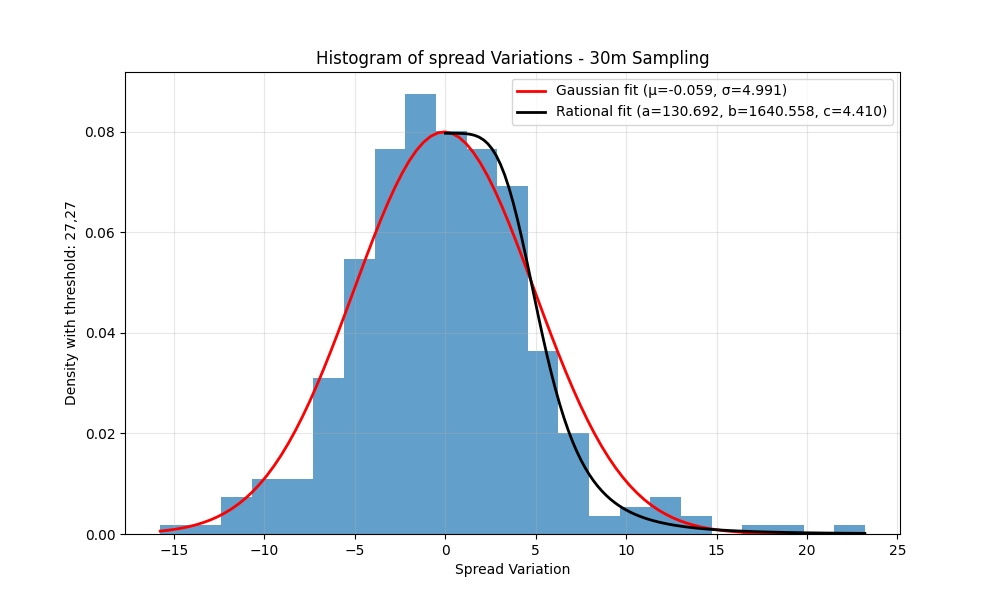 Histogram of spread Variations - 30m Sampling
Gaussian fit (μ=-0.059, σ=4.991)
Rational fit (a=130.692, b=1640.558, c=4.410)
Density with threshold: 27,27
0.08
0.06
0.04
0.02
0.00
−15
−10
−5
0
5
10
15
20
25
Spread Variation